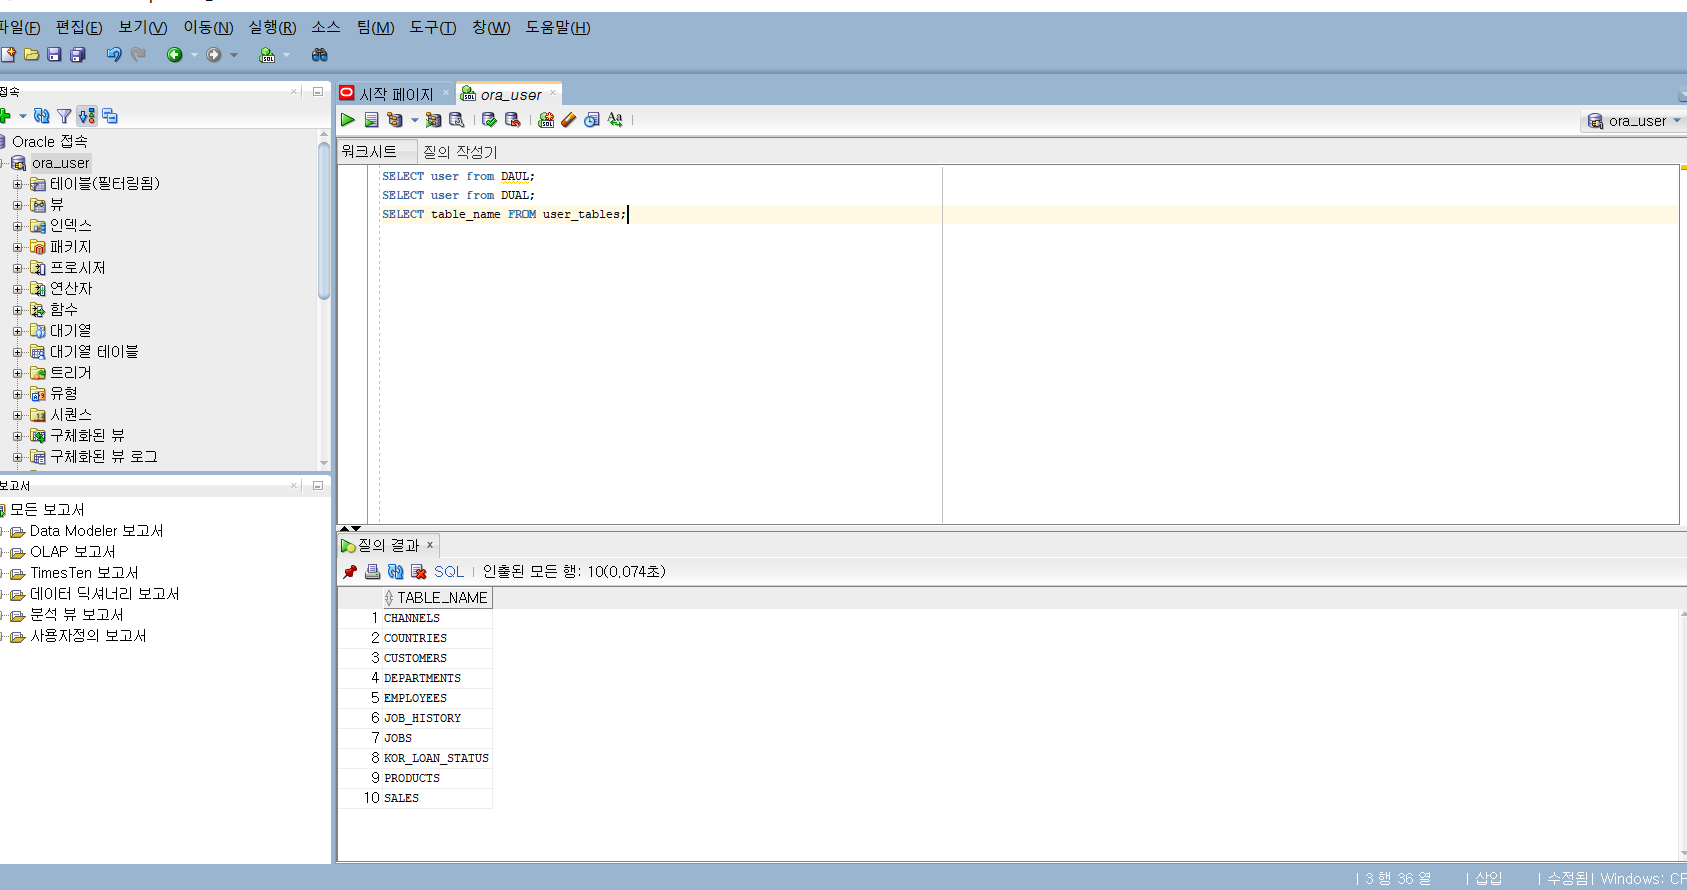 파일(F) 편집(E) 보기(V) 이동(N) 실행(R) 소스 팀(M) 도구(T) 창(W) 도움말(H)
접속
Oracle 접속
ora_user
테이블(필터링됨)
뷰
인덱스
패키지
프로시저
연산자
함수
대기열
대기열 테이블
트리거
유형
시퀀스
구체화된 뷰
구체화된 뷰 로그
보고서
모든 보고서
Data Modeler 보고서
OLAP 보고서
TimesTen 보고서
데이터 딕셔너리 보고서
분석 뷰 보고서
사용자정의 보고서
시작 페이지 ora_user
ora_user
워크시트 질의 작성기
SELECT user from DAUL;
SELECT user from DUAL;
SELECT table_name FROM user_tables;
질의 결과
SQL | 인출된 모든 행: 10(0,074초)
TABLE_NAME
1 CHANNELS
2 COUNTRIES
3 CUSTOMERS
4 DEPARTMENTS
5 EMPLOYEES
6 JOB_HISTORY
7 JOBS
8 KOR_LOAN_STATUS
9 PRODUCTS
10 SALES
| 3 행 36 열 | 삽입 | 수정됨| Windows: CF